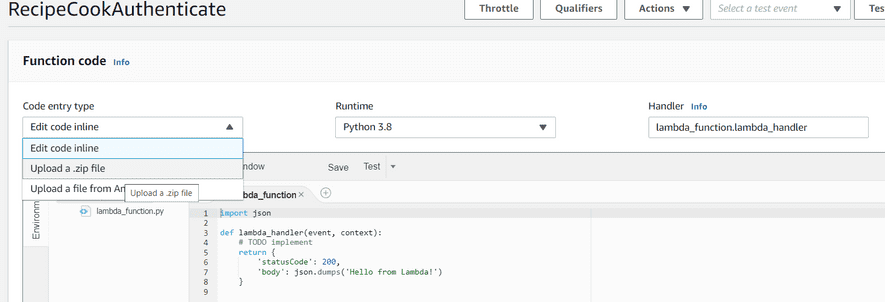 RecipeCookAuthenticate
Throttle Qualifiers Actions Select a test event Tes
Function code Info
Code entry type Runtime Handler Info
Edit code inline Python 3.8 lambda_function.lambda_handler
Edit code inline
Upload a .zip file ndow Save Test
Upload a file from Am Upload a .zip file bda_function
Environm lambda_function.py
1 import json
2
3 def lambda_handler(event, context):
4 # TODO implement
5 return {
6 'statusCode': 200,
7 'body': json.dumps('Hello from Lambda!')
8 }
9